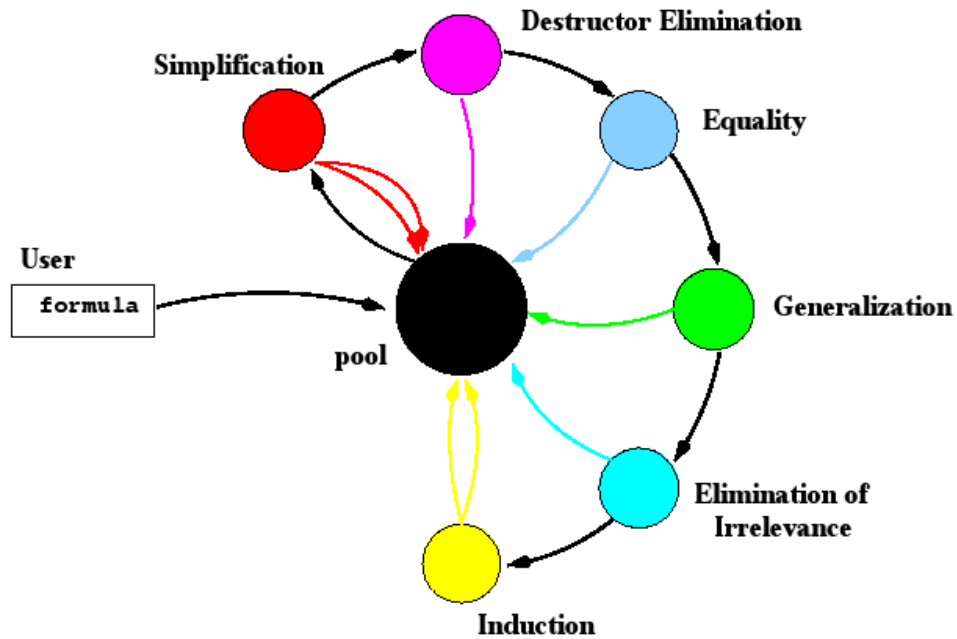 Destructor Elimination
Simplification
Equality
User
formula
Generalization
pool
Elimination of
Irrelevance
Induction